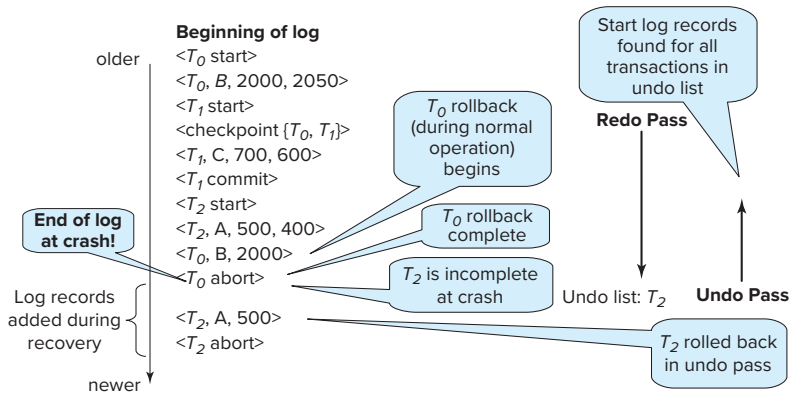 Beginning of log
older
<T0 start>
<T0, B, 2000, 2050>
<T1 start>
<checkpoint {T0, T1}>
<T1, C, 700, 600>
<T1 commit>
<T2 start>
<T2, A, 500, 400>
<T0, B, 2000>
<T0 abort>
<T2, A, 500>
<T2 abort>
newer
End of log
at crash!
Log records
added during
recovery
T0 rollback
(during normal
operation)
begins
T0 rollback
complete
T2 is incomplete
at crash
Start log records
found for all
transactions in
undo list
Redo Pass
Undo list: T2
Undo Pass
T2 rolled back
in undo pass